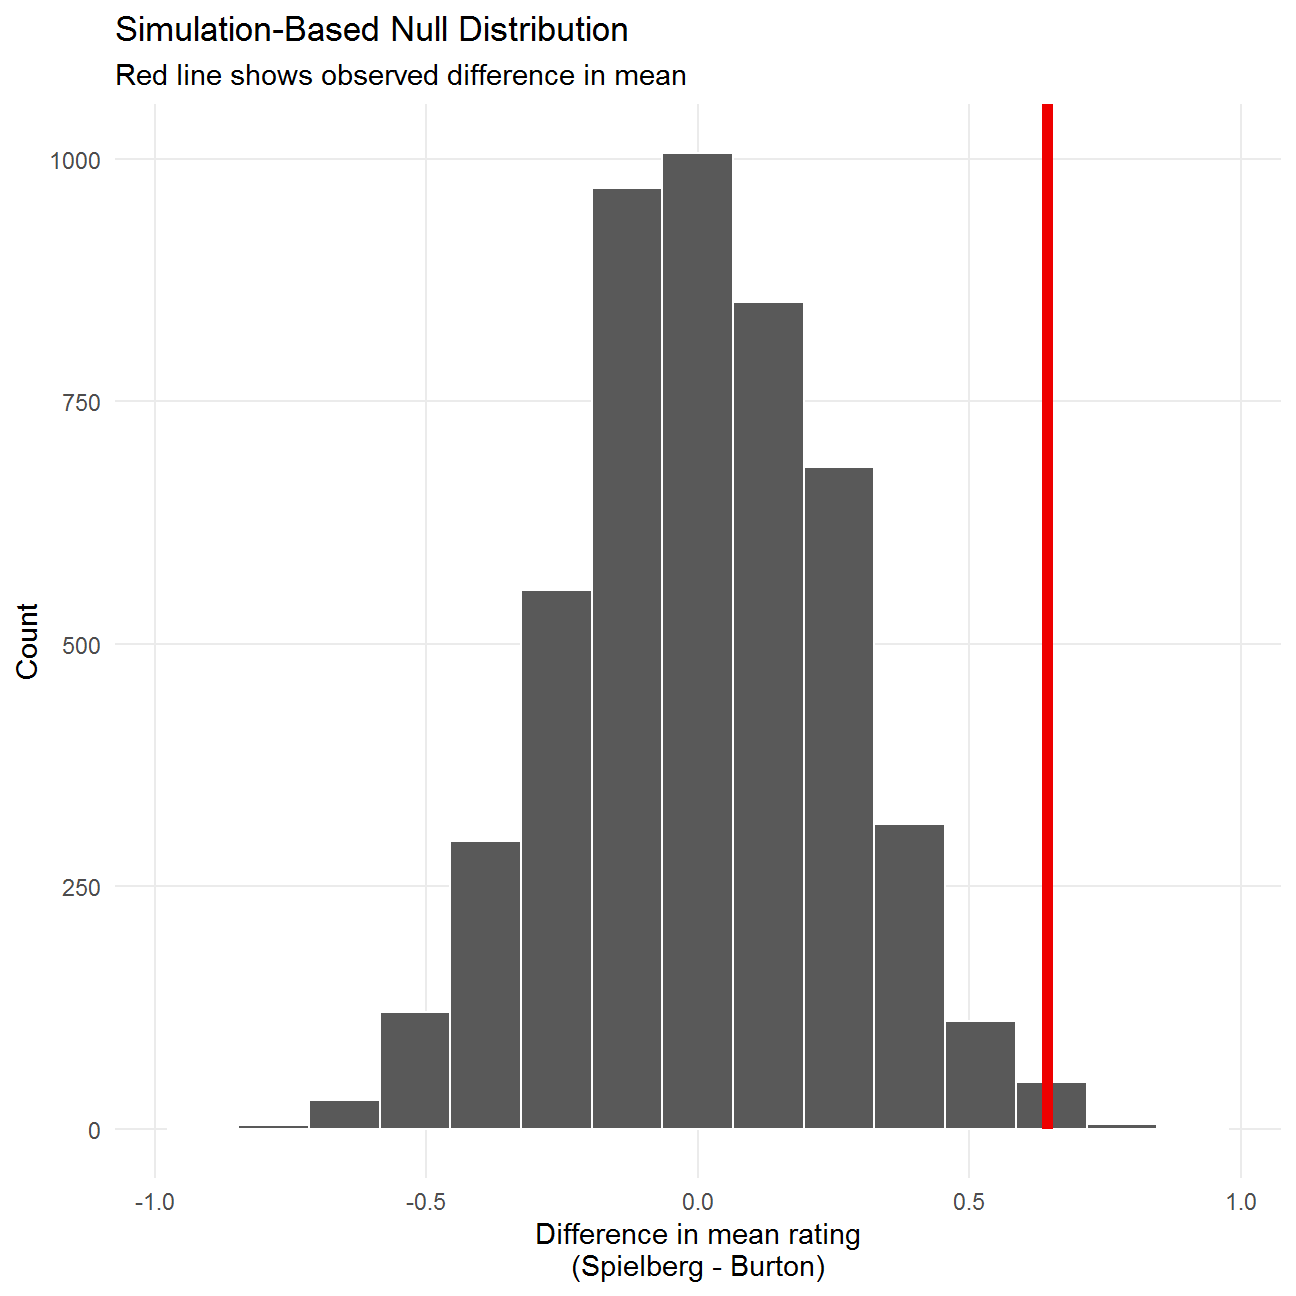 Simulation-Based Null Distribution
Red line shows observed difference in mean
1000
750
500
250
0
Count
-1.0
-0.5
0.0
0.5
1.0
Difference in mean rating
(Spielberg - Burton)